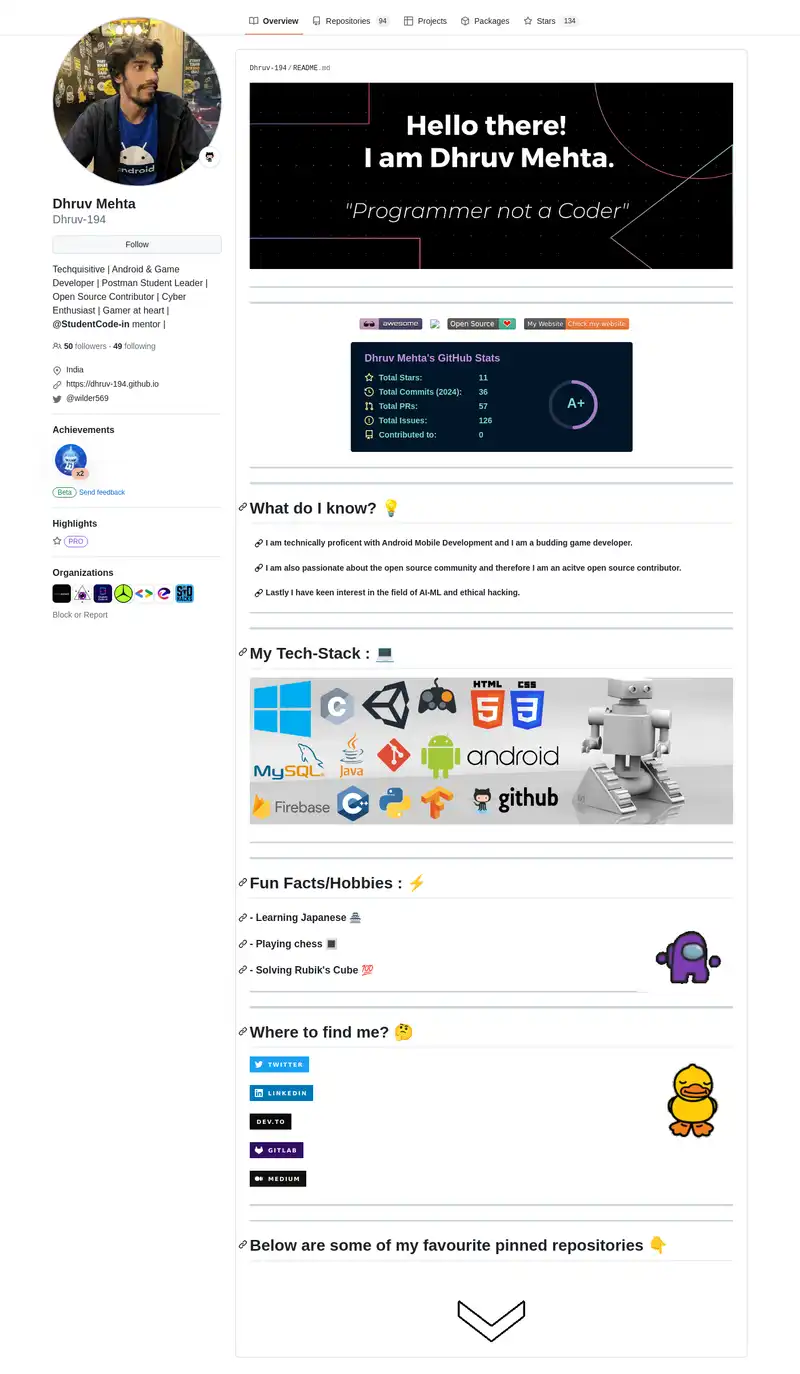 Overview
Repositories 94
Projects
Packages
Stars 134
android
Dhruv Mehta
Dhruv-194
Follow
Techquisitive | Android & Game
Developer | Postman Student Leader |
Open Source Contributor | Cyber
Enthusiast | Gamer at heart |
@StudentCode-in mentor |
50 followers · 49 following
India
https://dhruv-194.github.io
@wilder569
Achievements
x2
Beta Send feedback
Highlights
PRO
Organizations
Block or Report
Dhruv-194 / README.md
Hello there!
I am Dhruv Mehta.
"Programmer not a Coder"
awesome
Open Source
My Website Check my website
Dhruv Mehta's GitHub Stats
Total Stars: 11
Total Commits (2024): 36
Total PRs: 57
Total Issues: 126
Contributed to: 0
A+
What do I know? 💡
I am technically proficent with Android Mobile Development and I am a budding game developer.
I am also passionate about the open source community and therefore I am an acitve open source contributor.
Lastly I have keen interest in the field of AI-ML and ethical hacking.
My Tech-Stack : 💻
C
HTML
5
CSS
3
MySQL
Java
android
Firebase
C++
github
Fun Facts/Hobbies : ⚡
- Learning Japanese 🏯
- Playing chess 🔳
- Solving Rubik's Cube 💯
Where to find me? 🤔
TWITTER
LINKEDIN
DEV.TO
GITLAB
MEDIUM
Below are some of my favourite pinned repositories 👇